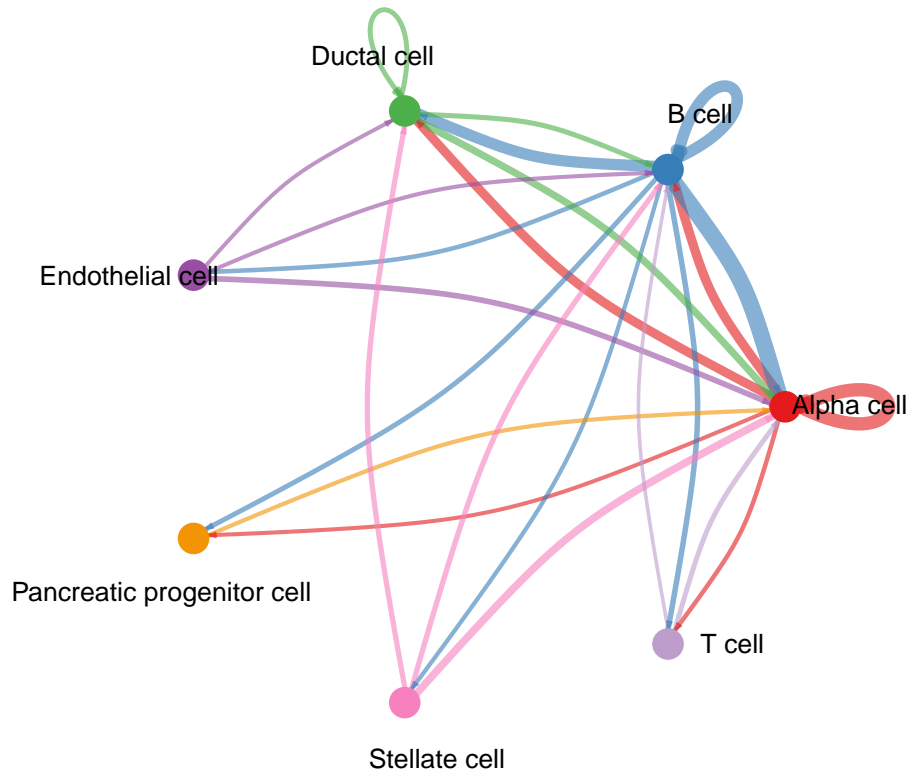 Ductal cell
B cell
Endothelial cell
Alpha cell
Pancreatic progenitor cell
T cell
Stellate cell